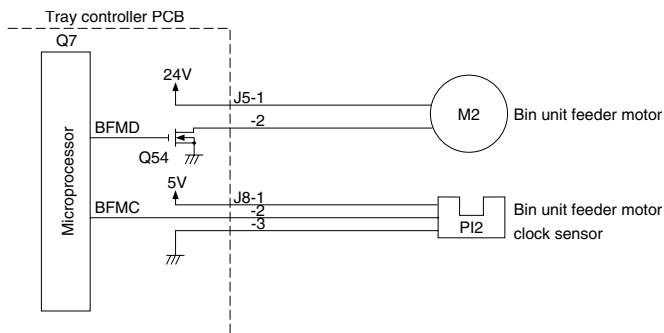 Tray controller PCB
Q7
Microprocessor
24V
J5-1
M2
Bin unit feeder motor
BFMD
-2
Q54
5V
J8-1
BFMC
-2
-3
PI2
Bin unit feeder motor
clock sensor